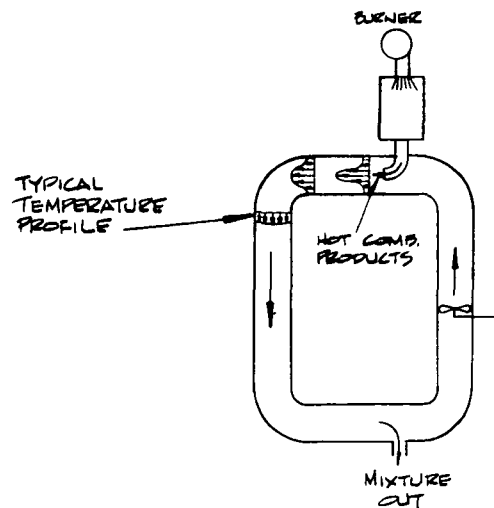 BURNER
TYPICAL
TEMPERATURE
PROFILE
HOT COMB.
PRODUCTS
MIXTURE
OUT